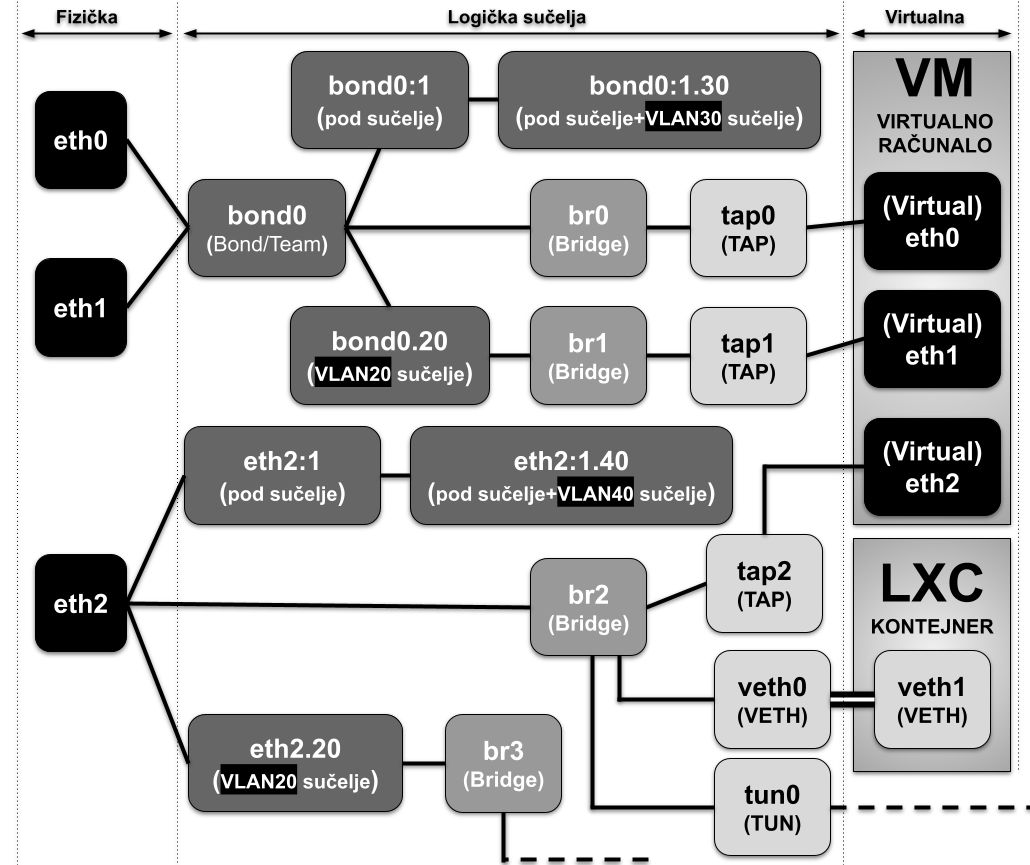 Fizička
Logička sučelja
Virtualna
eth0
eth1
eth2
bond0
(Bond/Team)
bond0:1
(pod sučelje)
bond0:1.30
(pod sučelje+VLAN30 sučelje)
br0
(Bridge)
tap0
(TAP)
bond0.20
(VLAN20 sučelje)
br1
(Bridge)
tap1
(TAP)
eth2:1
(pod sučelje)
eth2:1.40
(pod sučelje+VLAN40 sučelje)
br2
(Bridge)
tap2
(TAP)
veth0
(VETH)
eth2.20
(VLAN20 sučelje)
br3
(Bridge)
tun0
(TUN)
VM
VIRTUALNO
RAČUNALO
(Virtual)
eth0
(Virtual)
eth1
(Virtual)
eth2
LXC
KONTEJNER
veth1
(VETH)